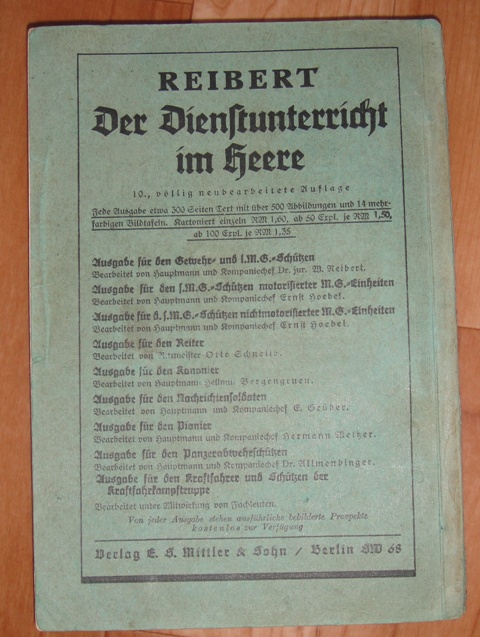 REIBERT
Der Dienstunterricht
im Heere
10., völlig neubearbeitete Auflage
Jede Ausgabe etwa 300 Seiten Text mit über 500 Abbildungen und 14 mehr-
farbigen Bildtafeln. Kartoniert einzeln RM 1,60, ab 50 Expl. je RM 1,50,
ab 100 Expl. je RM 1,35
Ausgabe für den Gewehr- und l.M.G.-Schützen
Bearbeitet von Hauptmann und Kompaniechef Dr. jur. W. Reibert.
Ausgabe für den s.M.G.-Schützen motorisierter M.G.-Einheiten
Bearbeitet von Hauptmann und Kompaniechef Ernst Hoebel.
Ausgabe für d. s.M.G.-Schützen nichtmotorisierter M.G.-Einheiten
Bearbeitet von Hauptmann und Kompaniechef Ernst Hoebel.
Ausgabe für den Reiter
Bearbeitet von Rittmeister Otto
Ausgabe für den Kanonier
Bearbeitet von Hauptmann Hellmut Bergengruen.
Ausgabe für den Nachrichtensoldaten
Bearbeitet von Hauptmann und Kompaniechef E. Grüber.
Ausgabe für den Pionier
Bearbeitet von Hauptmann und Kompaniechef Hermann Meltzer.
Ausgabe für den Panzerabwehrschützen
Bearbeitet von Hauptmann und Kompaniechef Dr. Allmendinger.
Ausgabe für den Kraftfahrer und Schützen der
Kraftfahrkampftruppe
Bearbeitet unter Mitwirkung von Fachleuten.
Von jeder Ausgabe stehen ausführliche bebilderte Prospekte
kostenlos zur Verfügung
Verlag E. S. Mittler & Sohn / Berlin SW 68